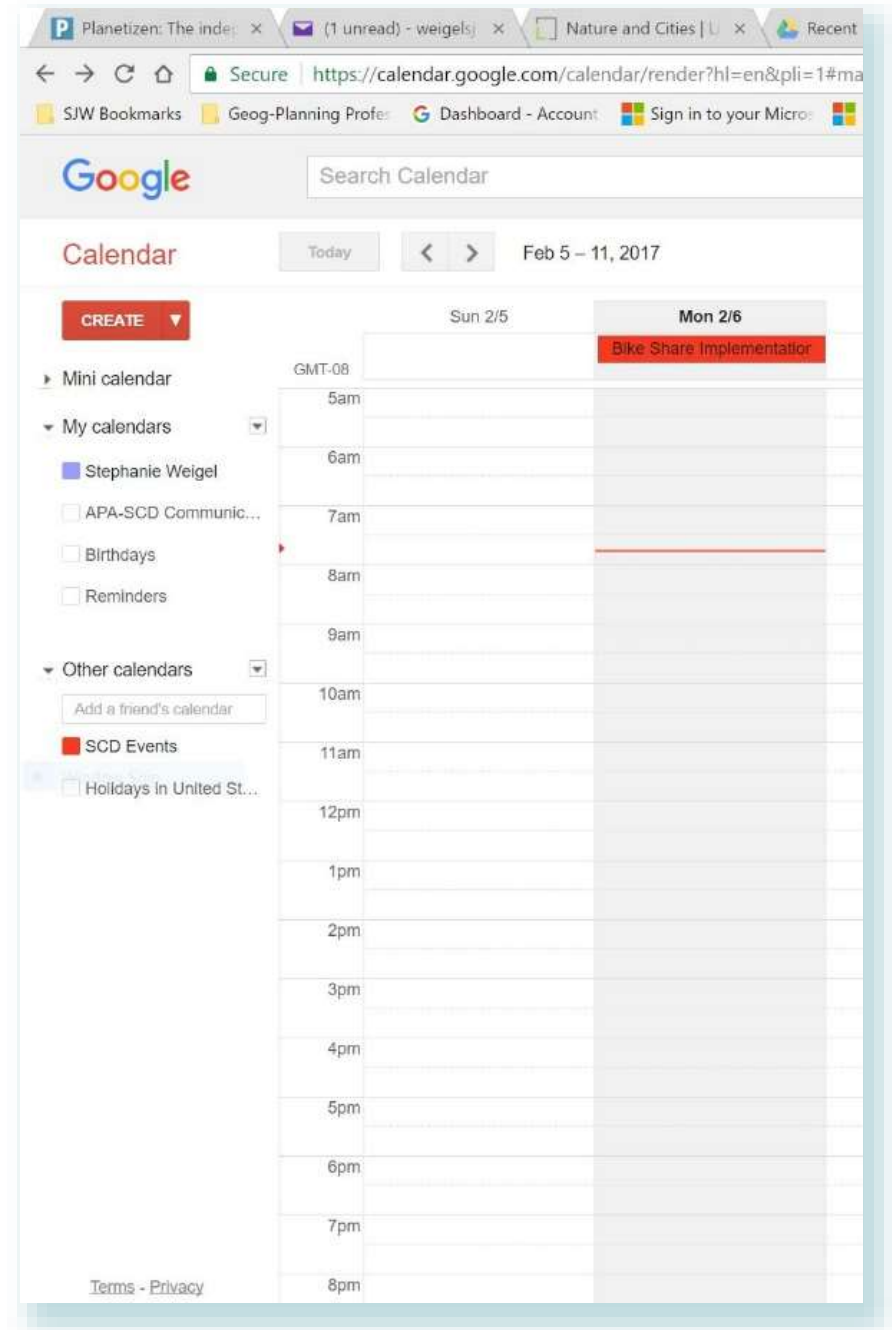 Planetizen: The inde
(1 unread) - weigelsj
Nature and Cities | L
Recent
Secure https://calendar.google.com/calendar/render?hl=en&pli=1#ma
SJW Bookmarks Geog-Planning Profe Dashboard - Account Sign in to your Micro
Google
Search Calendar
Calendar
Today
Feb 5 – 11, 2017
CREATE
Sun 2/5
Mon 2/6
Bike Share Implementation
GMT-08
Mini calendar
My calendars
Stephanie Weigel
APA-SCD Communic...
Birthdays
Reminders
Other calendars
Add a friend's calendar
SCD Events
Holidays in United St...
5am
6am
7am
8am
9am
10am
11am
12pm
1pm
2pm
3pm
4pm
5pm
6pm
7pm
8pm
Terms - Privacy